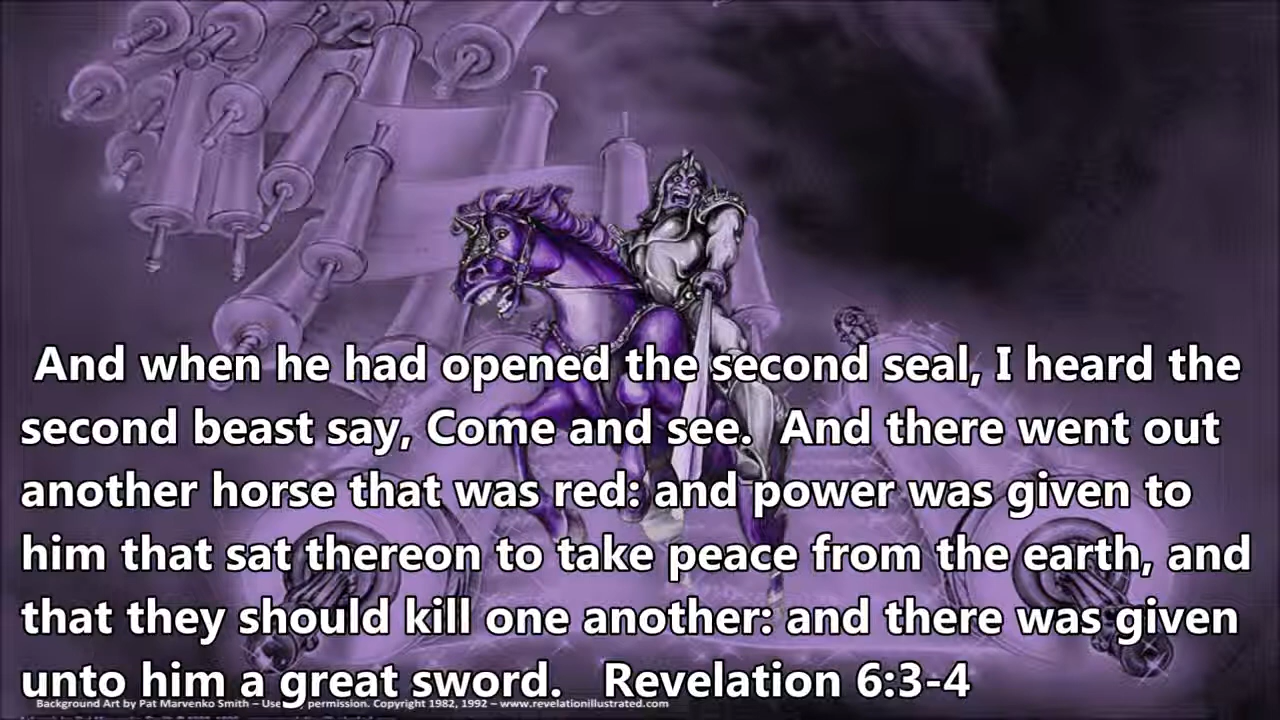 And when he had opened the second seal, I heard the
second beast say, Come and see. And there went out
another horse that was red: and power was given to
him that sat thereon to take peace from the earth, and
that they should kill one another: and there was given
unto him a great sword. Revelation 6:3-4
Background Art by Pat Marvenko Smith – Use permission. Copyright 1982, 1992 – www.revelationillustrated.com